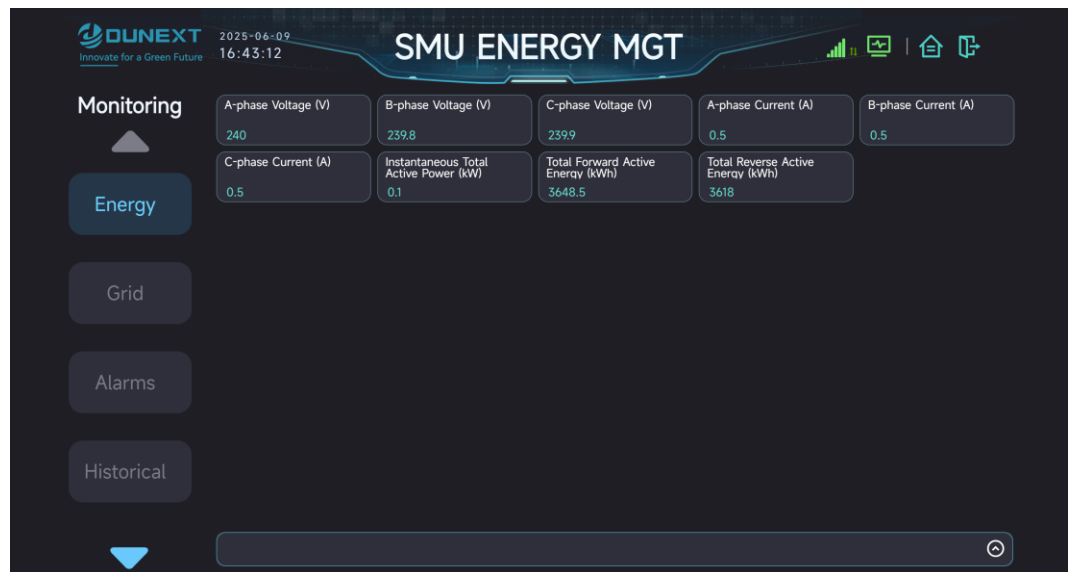 DUNEXT
Innovate for a Green Future
2025-06-09
16:43:12
SMU ENERGY MGT
Monitoring
Energy
Grid
Alarms
Historical
A-phase Voltage (V)
240
B-phase Voltage (V)
239.8
C-phase Voltage (V)
239.9
A-phase Current (A)
0.5
B-phase Current (A)
0.5
C-phase Current (A)
0.5
Instantaneous Total
Active Power (kW)
0.1
Total Forward Active
Energy (kWh)
3648.5
Total Reverse Active
Energy (kWh)
3618